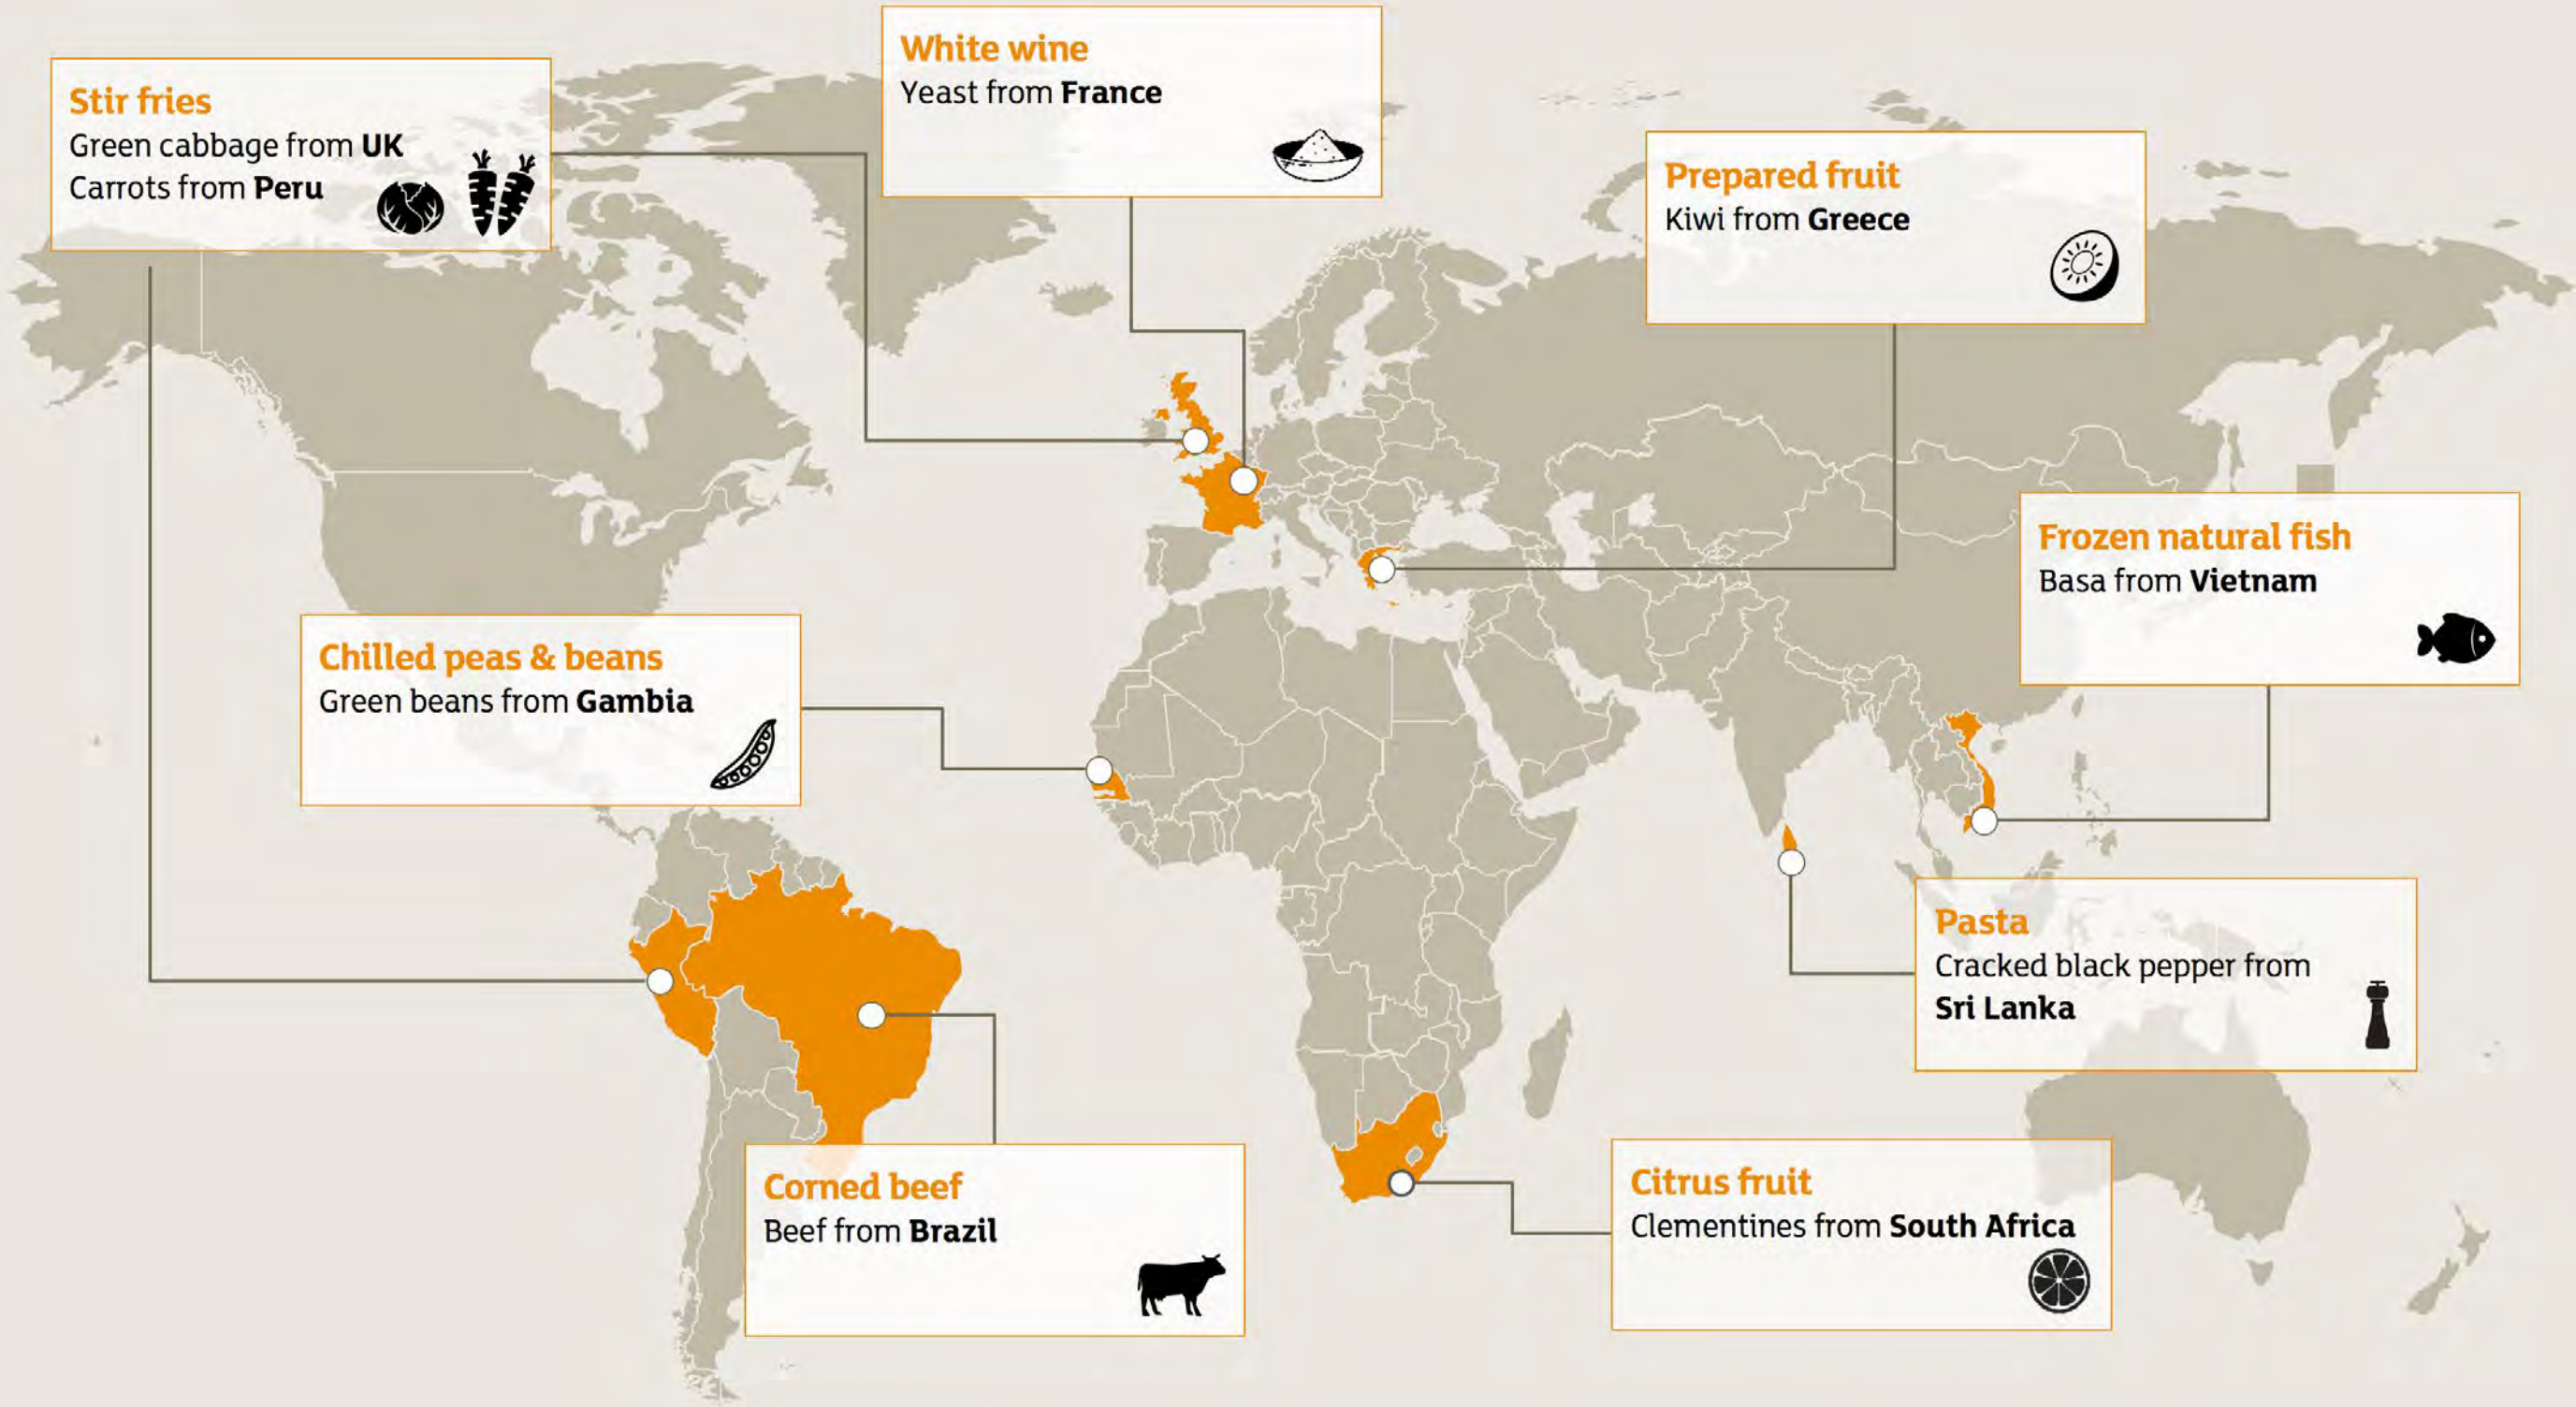 Stir fries
Green cabbage from UK
Carrots from Peru
White wine
Yeast from France
Prepared fruit
Kiwi from Greece
Frozen natural fish
Basa from Vietnam
Chilled peas & beans
Green beans from Gambia
Pasta
Cracked black pepper from
Sri Lanka
Corned beef
Beef from Brazil
Citrus fruit
Clementines from South Africa